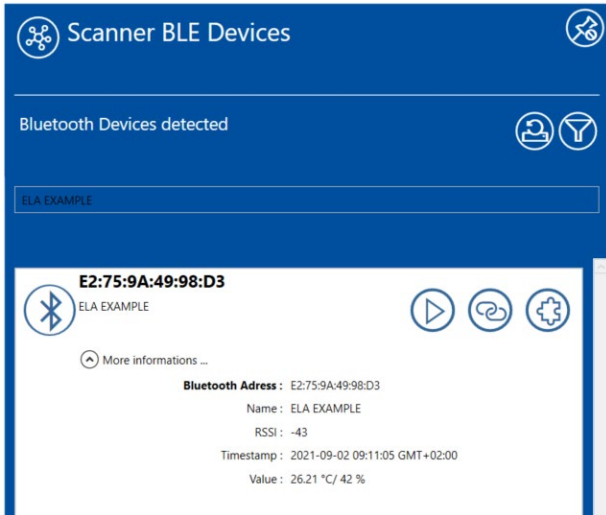 Scanner BLE Devices
Bluetooth Devices detected
ELA EXAMPLE
E2:75:9A:49:98:D3
ELA EXAMPLE
More informations ...
Bluetooth Adress : E2:75:9A:49:98:D3
Name : ELA EXAMPLE
RSSI : -43
Timestamp : 2021-09-02 09:11:05 GMT+02:00
Value : 26.21 °C/ 42 %